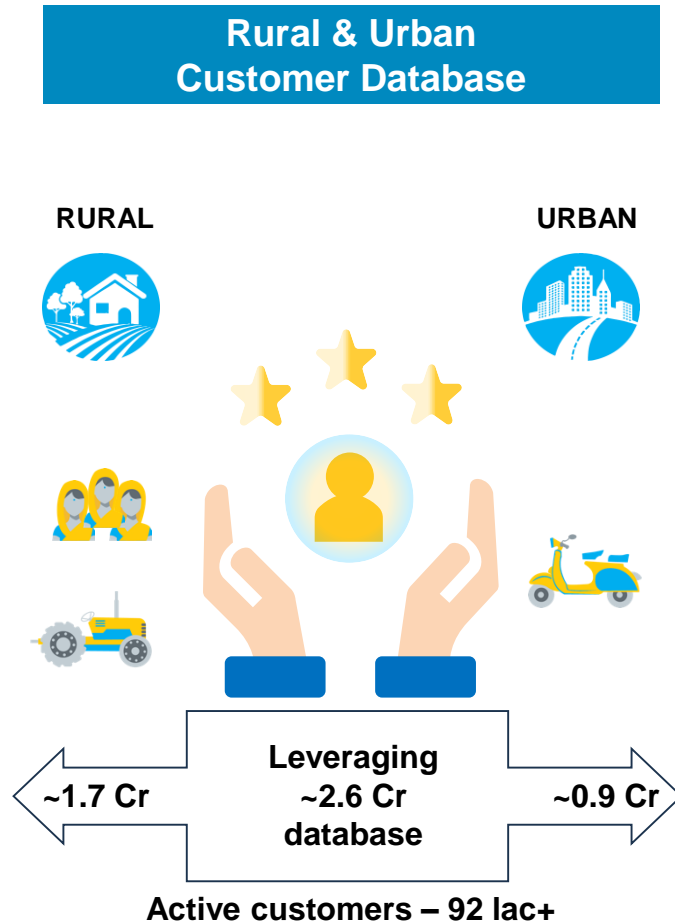 Rural & Urban
Customer Database
RURAL
URBAN
Leveraging
~1.7 Cr
~2.6 Cr
~0.9 Cr
database
Active customers – 92 lac+